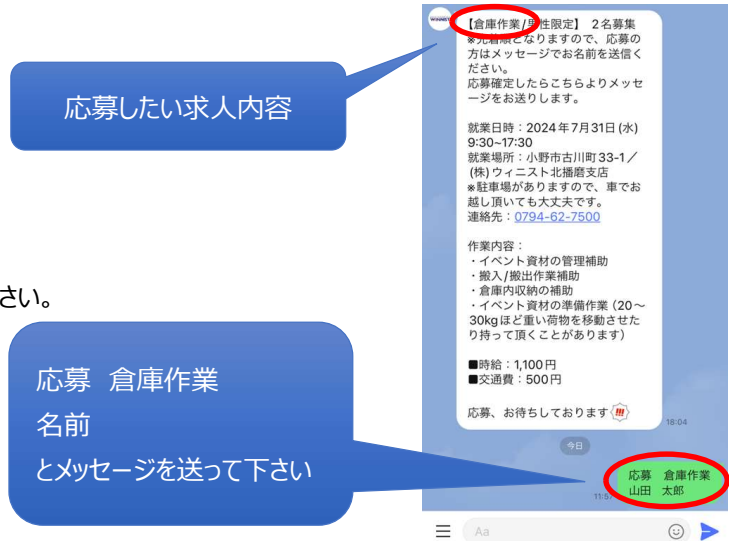 【倉庫作業/男性限定】 2名募集
※先着順となりますので、応募の
方はメッセージでお名前を送信く
ださい。
応募確定したらこちらよりメッセ
ージをお送りします。
就業日時：2024年7月31日(水)
9:30~17:30
就業場所：小野市古川町33-1／
(株)ウィニスト北播磨支店
※駐車場がありますので、車でお
越し頂いても大丈夫です。
連絡先：0794-62-7500
作業内容：
・イベント資材の管理補助
・搬入/搬出作業補助
・倉庫内収納の補助
・イベント資材の準備作業（20～
30kgほど重い荷物を移動させた
り持って頂くことがあります）
■時給：1,100円
■交通費：500円
応募、お待ちしております!!!
18:04
応募したい求人内容
さい。
応募 倉庫作業
名前
とメッセージを送って下さい
今日
応募 倉庫作業
山田 太郎
Aa